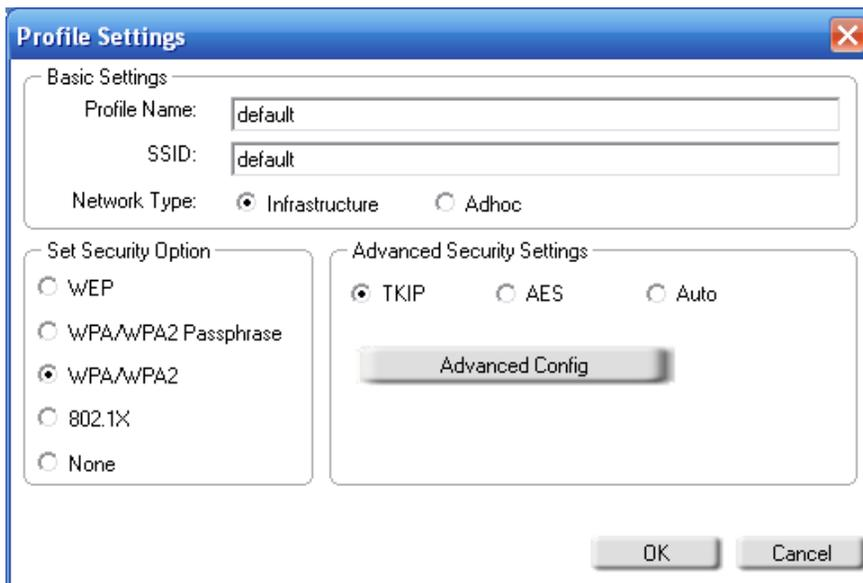 Profile Settings
Basic Settings
Profile Name: default
SSID: default
Network Type: Infrastructure Adhoc
Set Security Option
WEP
WPA/WPA2 Passphrase
WPA/WPA2
802.1X
None
Advanced Security Settings
TKIP AES Auto
Advanced Config
OK Cancel